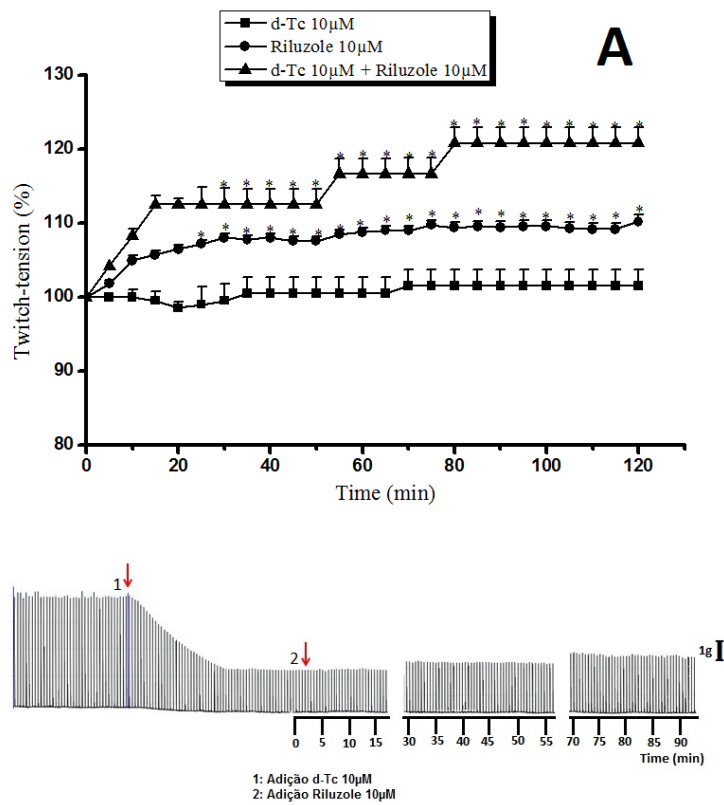 d-Tc 10µM
Riluzole 10µM
d-Tc 10µM + Riluzole 10µM
A
130
120
110
100
90
80
Twitch-tension (%)
* * * * * * * * * *
* * * * * * * * *
* * * * * * * * * * * * * * * * * * * *
0 20 40 60 80 100 120
Time (min)
1
2
1g
0 5 10 15 30 35 40 45 50 55 70 75 80 85 90
Time (min)
1: Adição d-Tc 10µM
2: Adição Riluzole 10µM